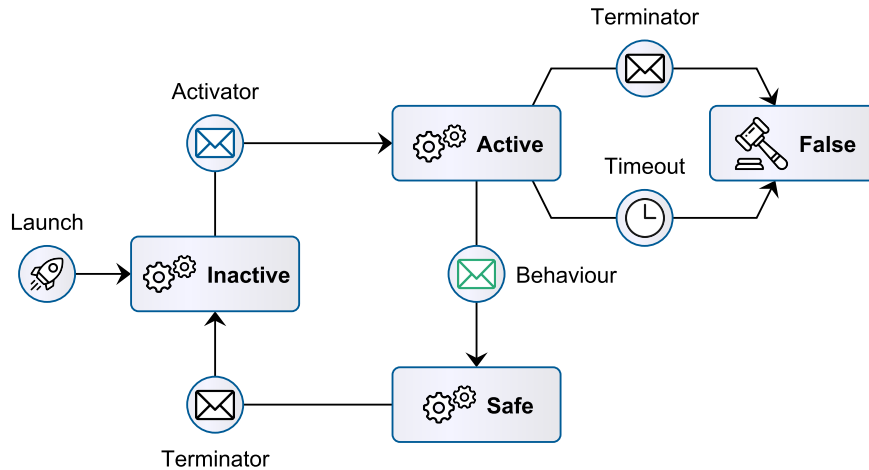 Terminator
Activator
Active
False
Timeout
Launch
Inactive
Behaviour
Safe
Terminator